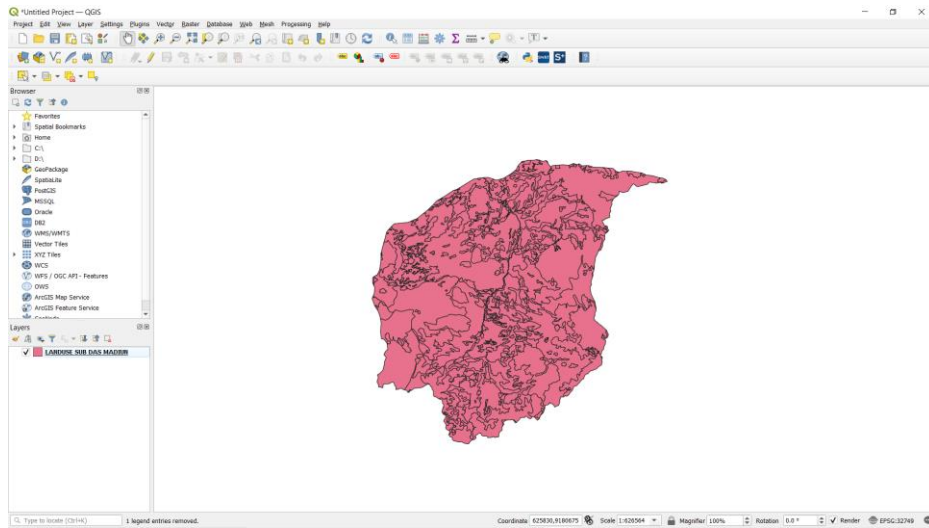 *Untitled Project — QGIS
Project Edit View Layer Settings Plugins Vector Raster Database Web Mesh Processing Help
Browser
Favorites
Spatial Bookmarks
Home
C:\
D:\
GeoPackage
SpatiaLite
PostGIS
MSSQL
Oracle
DB2
WMS/WMTS
Vector Tiles
XYZ Tiles
WCS
WFS / OGC API - Features
OWS
ArcGIS Map Service
ArcGIS Feature Service
Layers
LANDUSE SUB DAS MADIUN
Type to locate (Ctrl+K) 1 legend entries removed. Coordinate 625830,9180675 Scale 1:626564 Magnifier 100% Rotation 0.0 ° Render EPSG:32749